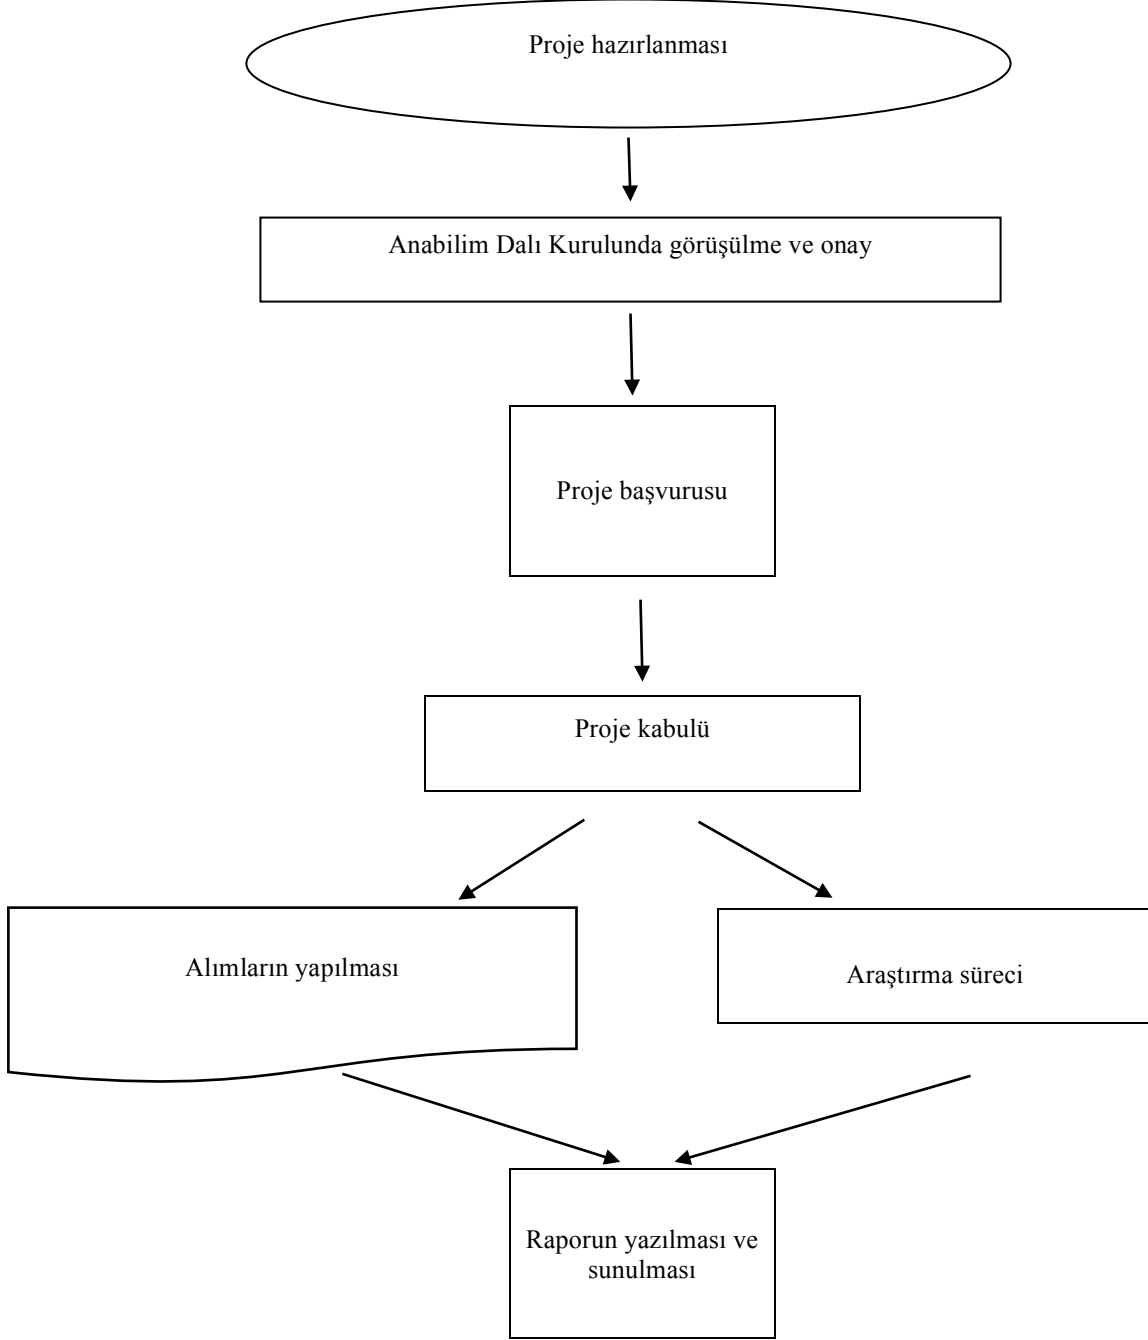 Proje hazırlanması
Anabilim Dalı Kurulunda görüşülme ve onay
Proje başvurusu
Proje kabulü
Alımların yapılması
Araştırma süreci
Raporun yazılması ve
sunulması